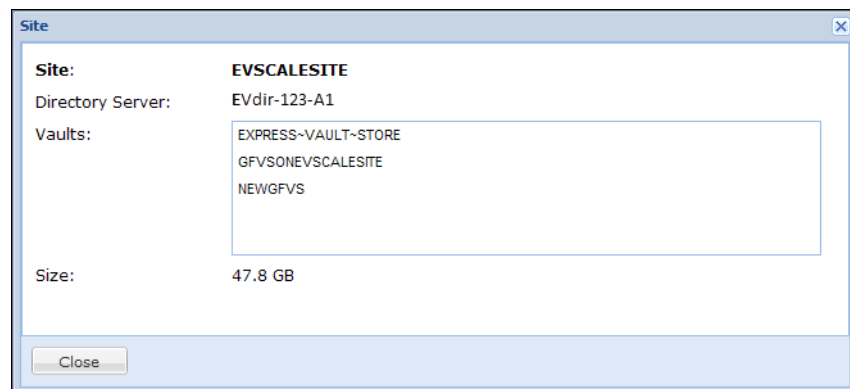 Site
Site: EVSCALESITE
Directory Server: EVdir-123-A1
Vaults: EXPRESS~VAULT~STORE
GFVSONEVSCALESITE
NEWGFVS
Size: 47.8 GB
Close